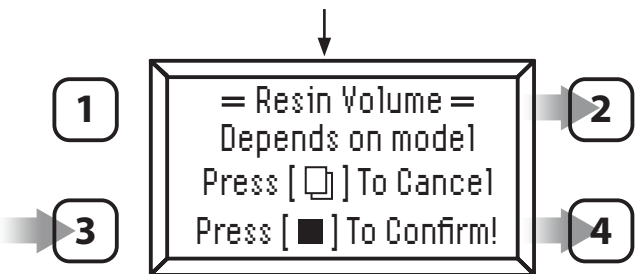 1
= Resin Volume =
2
Depends on model
Press [ ❐ ] To Cancel
3
Press [ ■ ] To Confirm!
4